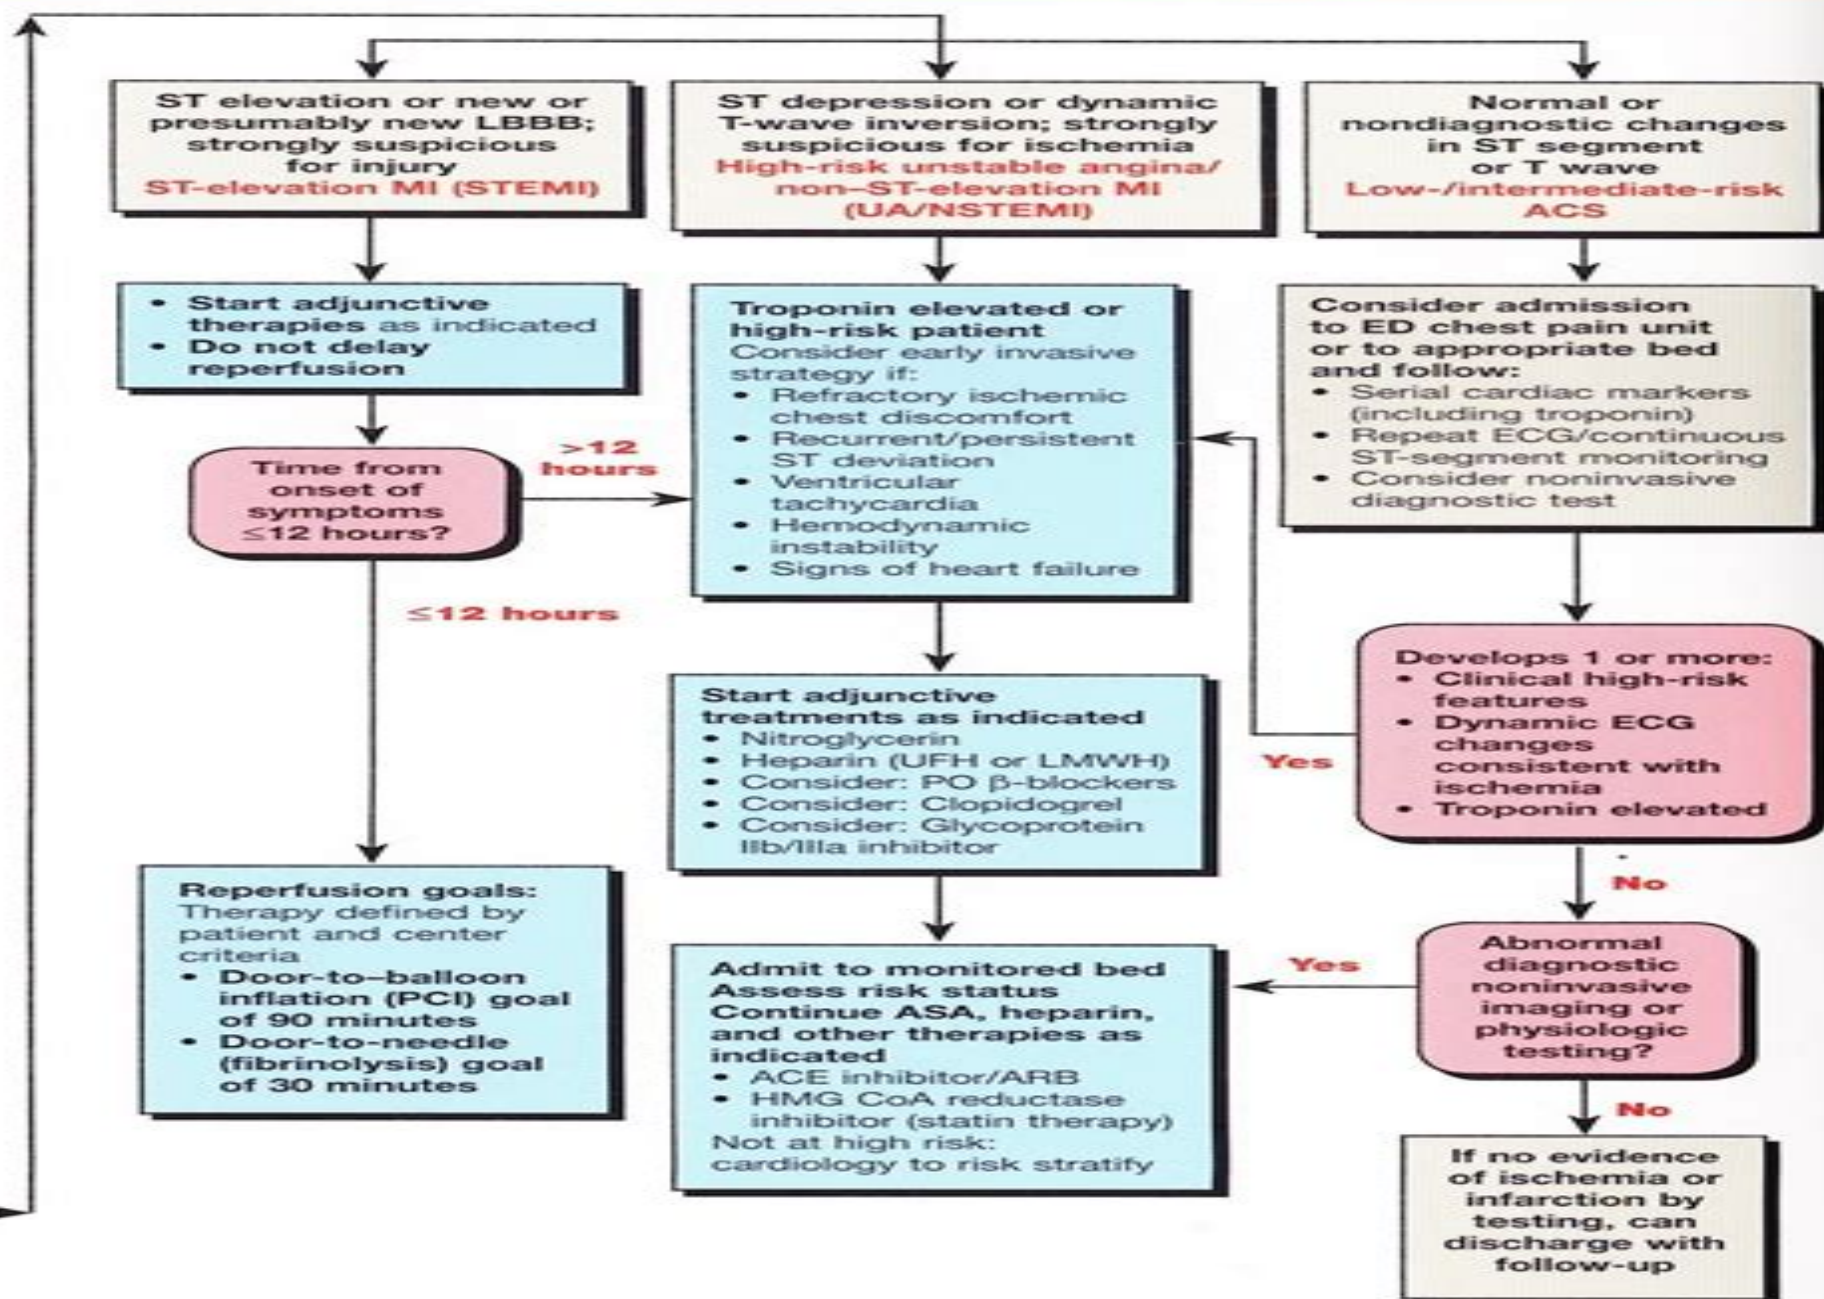 ST elevation or new or
presumably new LBBB;
strongly suspicious
for injury
ST-elevation MI (STEMI)
ST depression or dynamic
T-wave inversion; strongly
suspicious for ischemia
High-risk unstable angina/
non–ST-elevation MI
(UA/NSTEMI)
Normal or
nondiagnostic changes
in ST segment
or T wave
Low-/intermediate-risk
ACS
• Start adjunctive
therapies as indicated
• Do not delay
reperfusion
Troponin elevated or
high-risk patient
Consider early invasive
strategy if:
• Refractory ischemic
chest discomfort
• Recurrent/persistent
ST deviation
• Ventricular
tachycardia
• Hemodynamic
instability
• Signs of heart failure
Consider admission
to ED chest pain unit
or to appropriate bed
and follow:
• Serial cardiac markers
(including troponin)
• Repeat ECG/continuous
ST-segment monitoring
• Consider noninvasive
diagnostic test
Time from
onset of
symptoms
≤12 hours?
>12
hours
≤12 hours
Develops 1 or more:
• Clinical high-risk
features
• Dynamic ECG
changes
consistent with
ischemia
• Troponin elevated
Yes
No
Start adjunctive
treatments as indicated
• Nitroglycerin
• Heparin (UFH or LMWH)
• Consider: PO β-blockers
• Consider: Clopidogrel
• Consider: Glycoprotein
IIb/IIIa inhibitor
Reperfusion goals:
Therapy defined by
patient and center
criteria
• Door-to–balloon
inflation (PCI) goal
of 90 minutes
• Door-to-needle
(fibrinolysis) goal
of 30 minutes
Admit to monitored bed
Assess risk status
Continue ASA, heparin,
and other therapies as
indicated
• ACE inhibitor/ARB
• HMG CoA reductase
inhibitor (statin therapy)
Not at high risk:
cardiology to risk stratify
Yes
Abnormal
diagnostic
noninvasive
imaging or
physiologic
testing?
No
If no evidence
of ischemia or
infarction by
testing, can
discharge with
follow-up